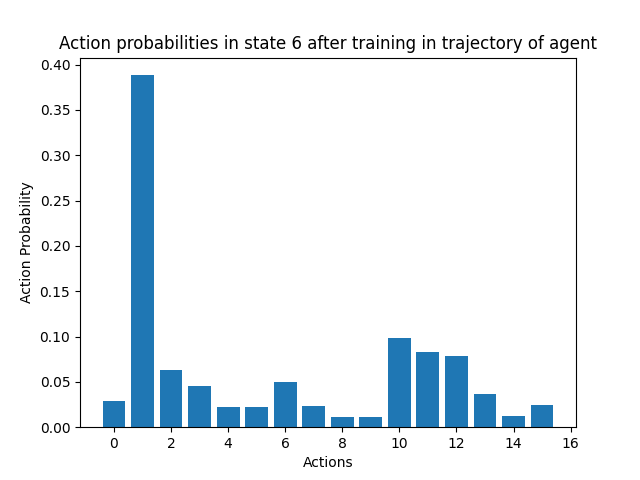 Action probabilities in state 6 after training in trajectory of agent
0.40
0.35
0.30
0.25
0.20
0.15
0.10
0.05
0.00
Action Probability
0 2 4 6 8 10 12 14 16
Actions